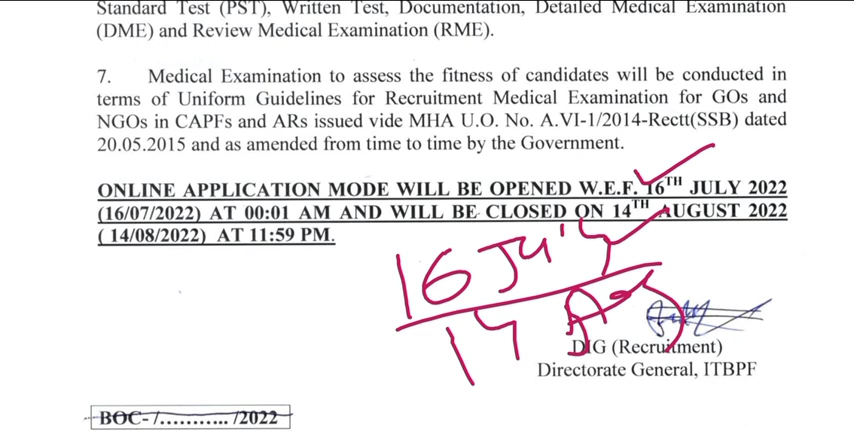 Standard Test (PST), Written Test, Documentation, Detailed Medical Examination
(DME) and Review Medical Examination (RME).
7. Medical Examination to assess the fitness of candidates will be conducted in
terms of Uniform Guidelines for Recruitment Medical Examination for GOs and
NGOs in CAPFs and ARs issued vide MHA U.O. No. A.VI-1/2014-Rectt(SSB) dated
20.05.2015 and as amended from time to time by the Government.
ONLINE APPLICATION MODE WILL BE OPENED W.E.F. 16TH JULY 2022
(16/07/2022) AT 00:01 AM AND WILL BE CLOSED ON 14TH AUGUST 2022
( 14/08/2022) AT 11:59 PM.
16 July
14 Aug
DIG (Recruitment)
Directorate General, ITBPF
BOC-/........... /2022